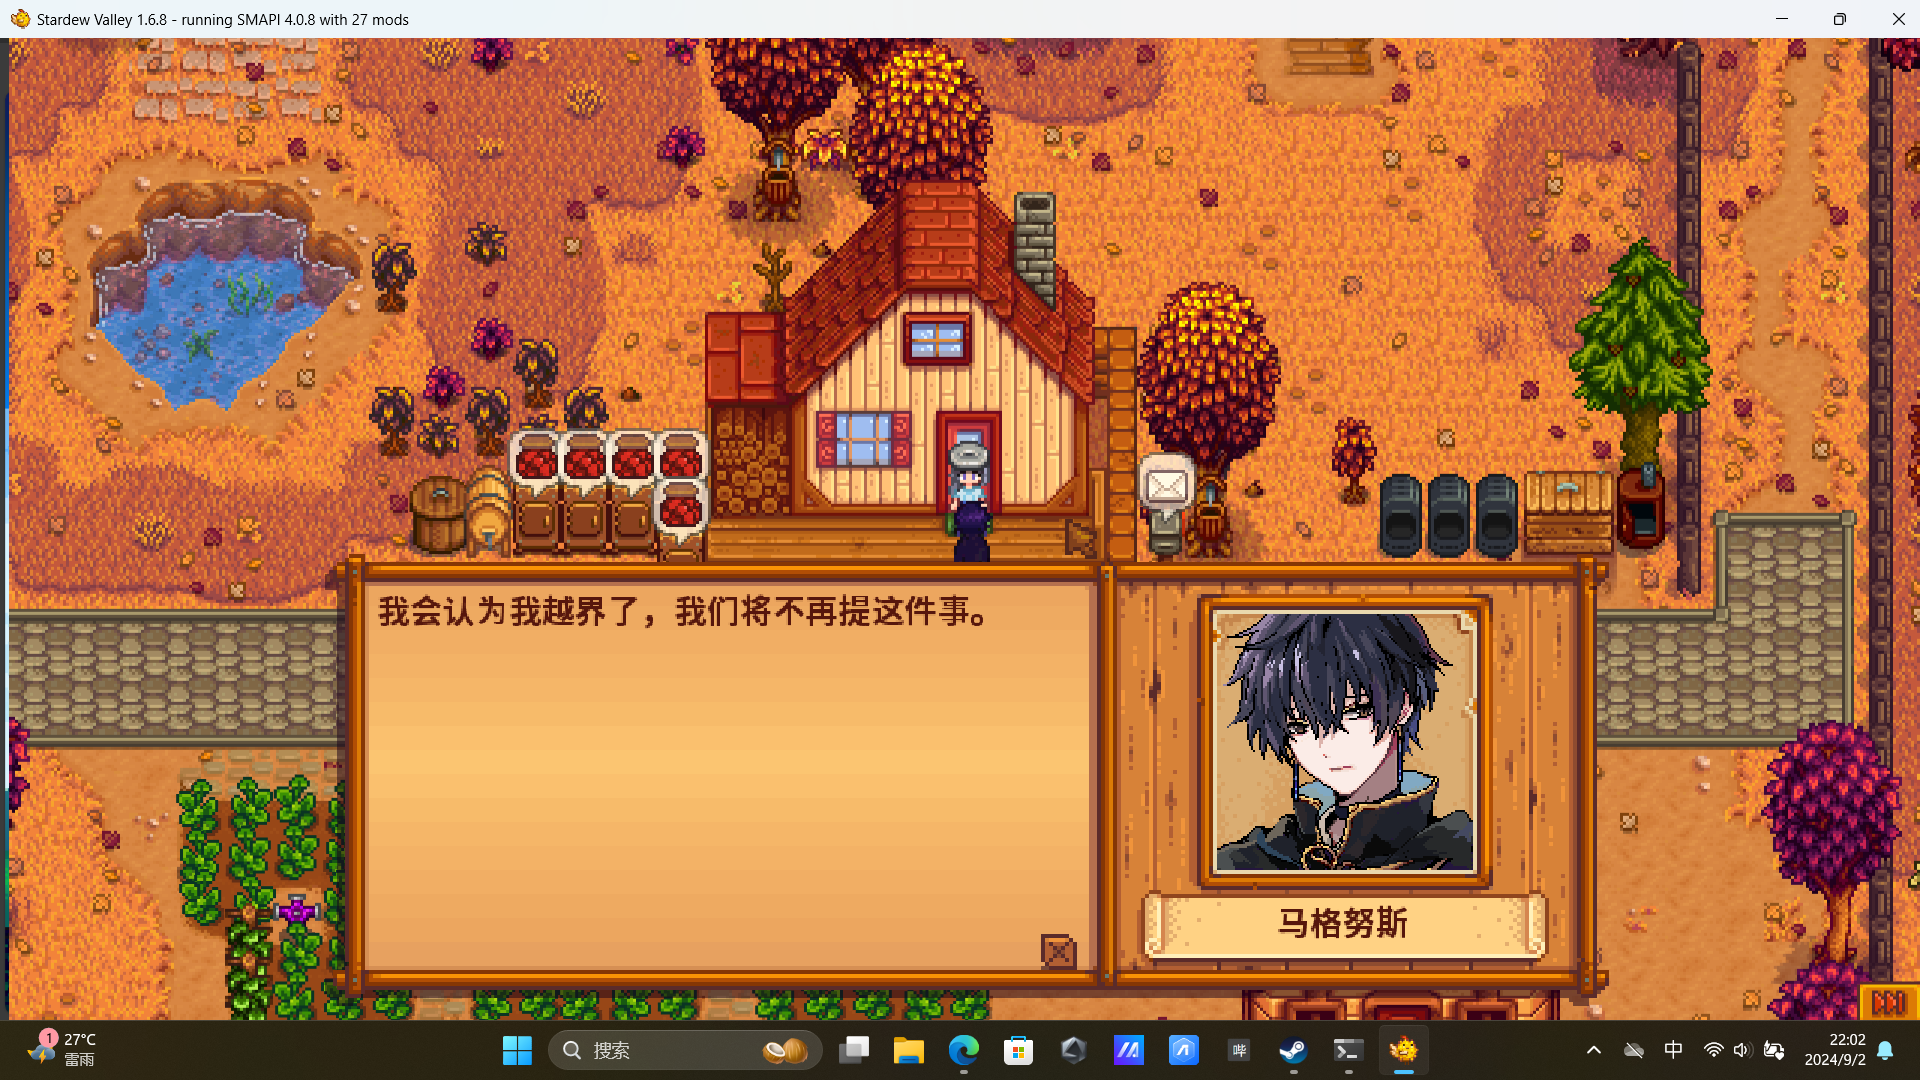 Stardew Valley 1.6.8 - running SMAPI 4.0.8 with 27 mods
我会认为我越界了，我们将不再提这件事。
马格努斯
1
27°C
雷雨
搜索
哔
中
22:02
2024/9/2